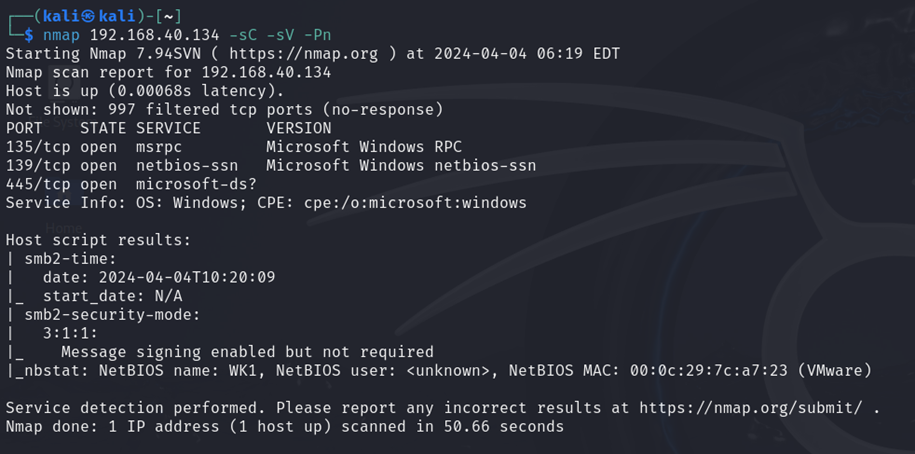 ┌──(kali㉿kali)-[~]
└─$ nmap 192.168.40.134 -sC -sV -Pn
Starting Nmap 7.94SVN ( https://nmap.org ) at 2024-04-04 06:19 EDT
Nmap scan report for 192.168.40.134
Host is up (0.00068s latency).
Not shown: 997 filtered tcp ports (no-response)
PORT    STATE SERVICE       VERSION
135/tcp open  msrpc         Microsoft Windows RPC
139/tcp open  netbios-ssn   Microsoft Windows netbios-ssn
445/tcp open  microsoft-ds?
Service Info: OS: Windows; CPE: cpe:/o:microsoft:windows

Host script results:
| smb2-time:
|   date: 2024-04-04T10:20:09
|_  start_date: N/A
| smb2-security-mode:
|   3:1:1:
|_    Message signing enabled but not required
|_nbstat: NetBIOS name: WK1, NetBIOS user: <unknown>, NetBIOS MAC: 00:0c:29:7c:a7:23 (VMware)

Service detection performed. Please report any incorrect results at https://nmap.org/submit/ .
Nmap done: 1 IP address (1 host up) scanned in 50.66 seconds
Home